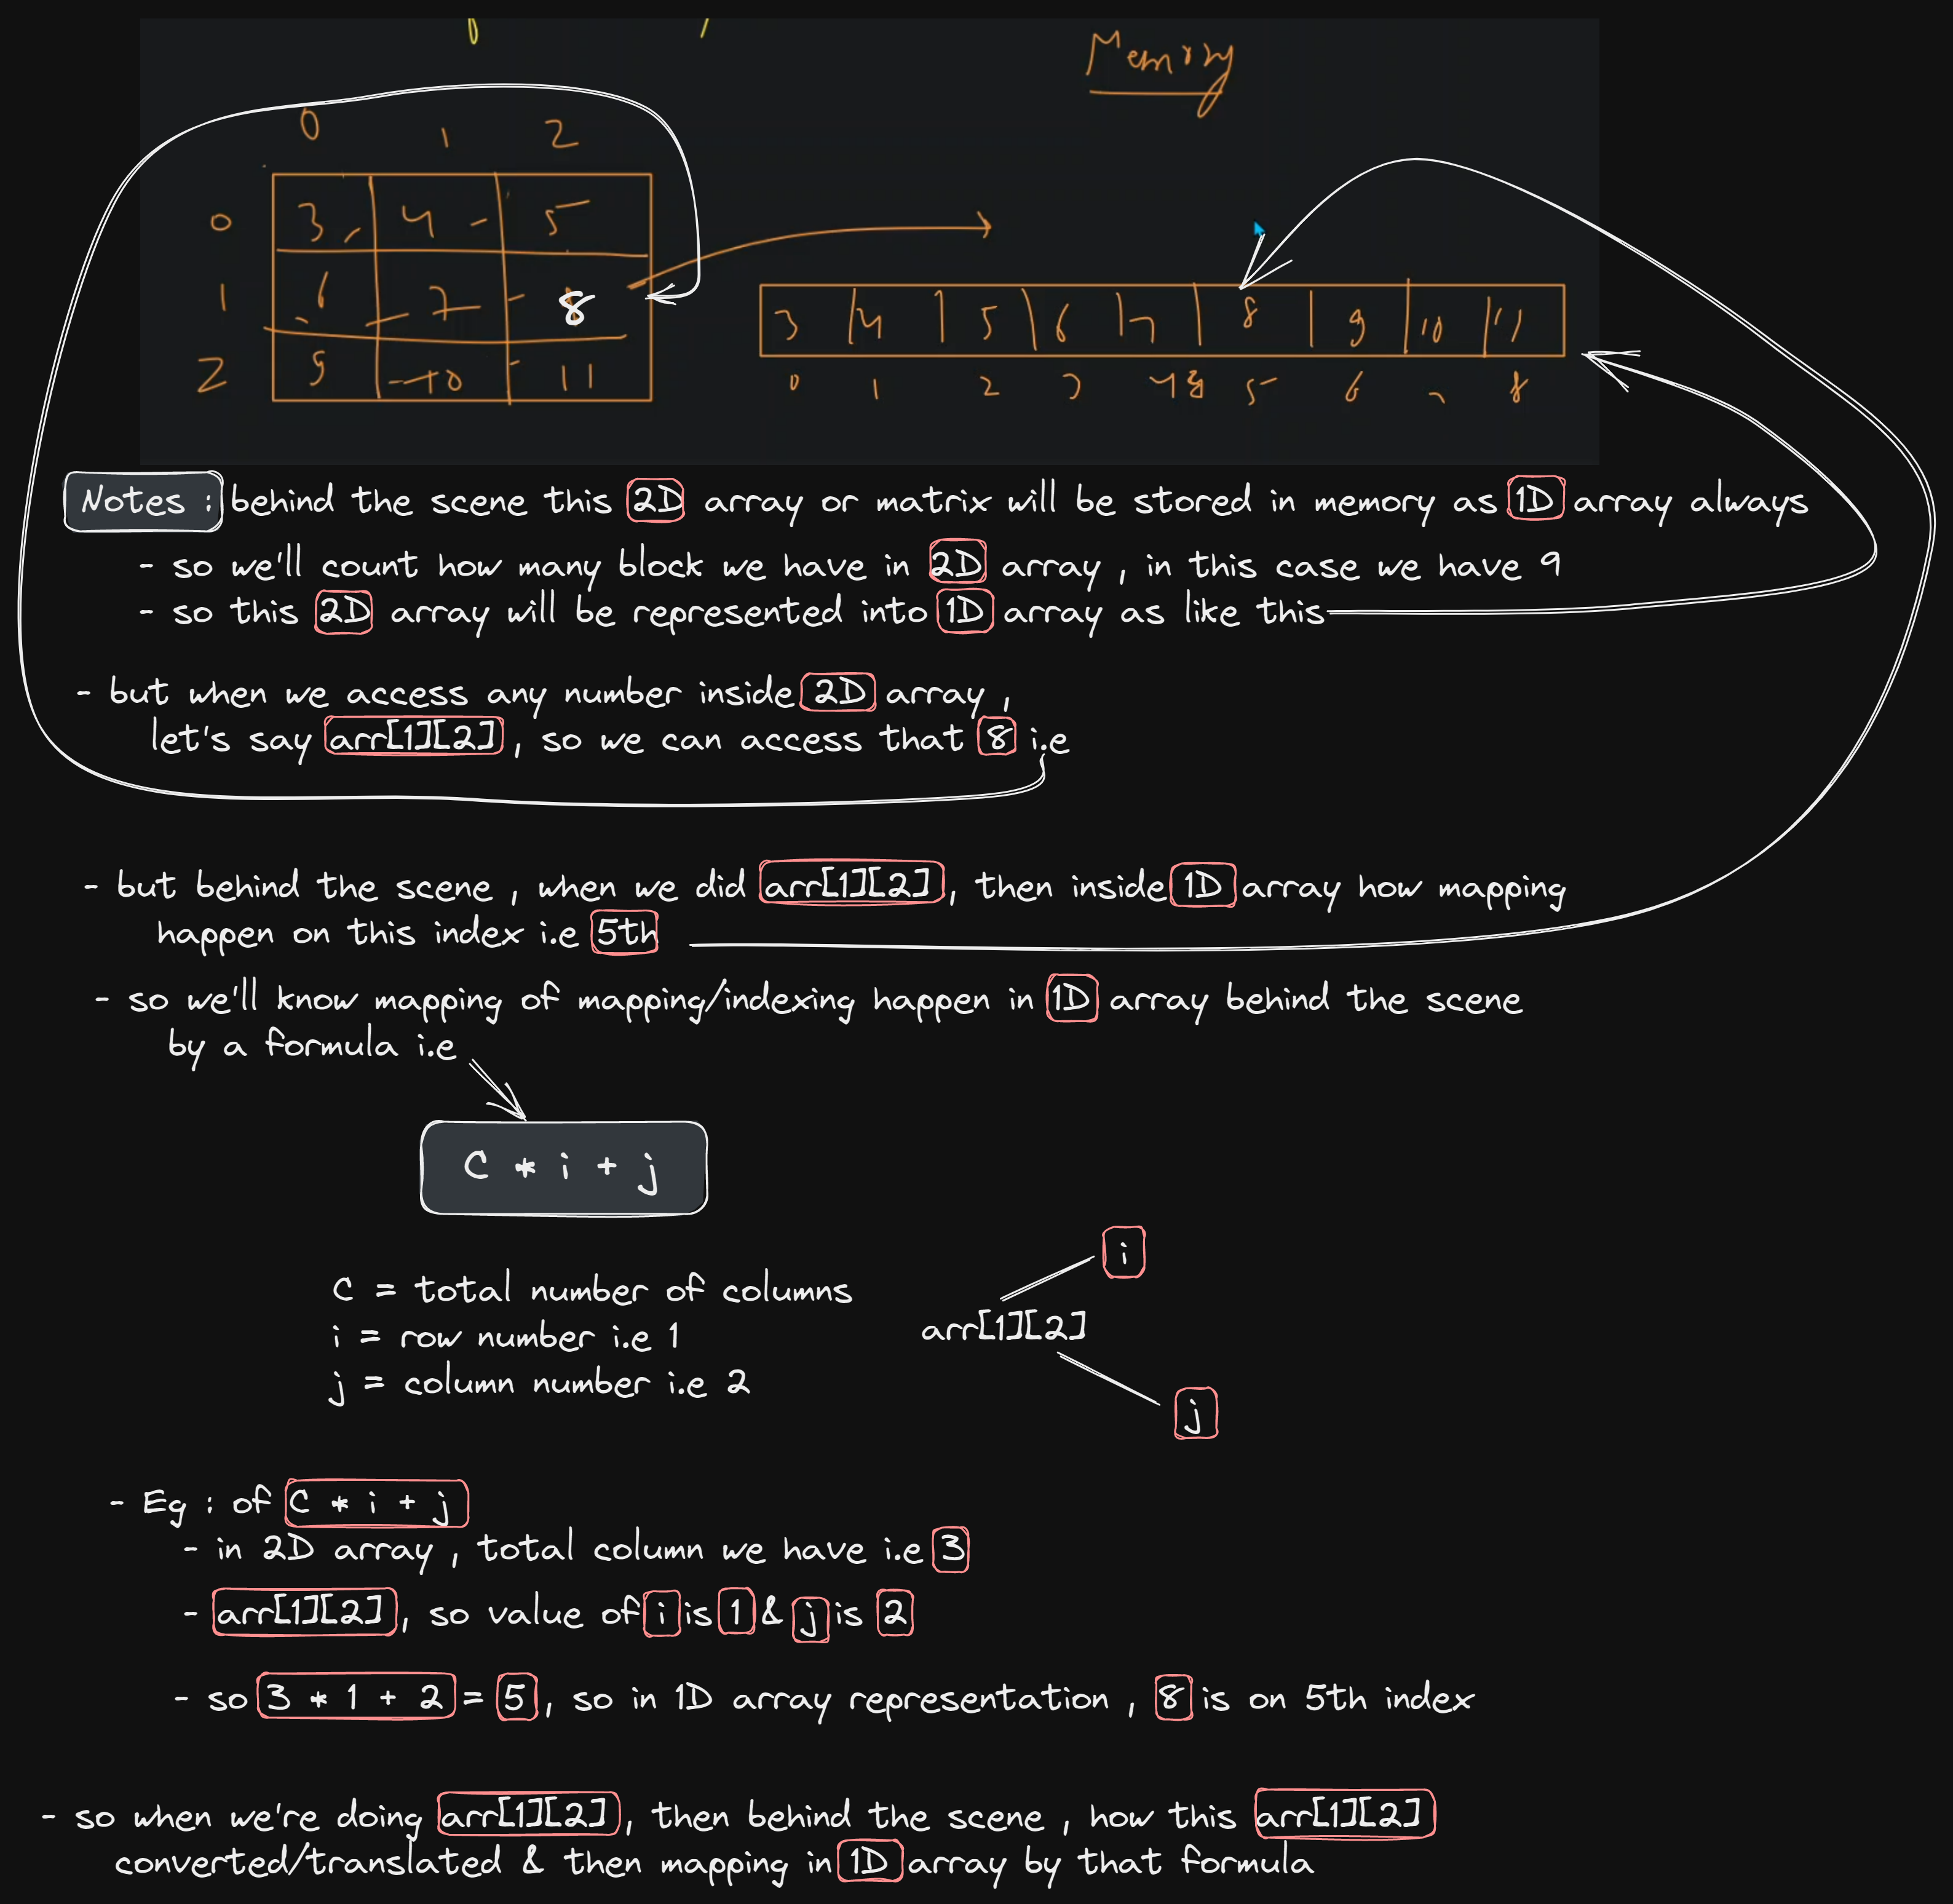 Memory
0 1 2
0 3 4 5
1 6 7 8
2 9 10 11
3 4 5 6 7 8 9 10 11
0 1 2 3 4 5 6 7 8
Notes : behind the scene this 2D array or matrix will be stored in memory as 1D array always
- so we'll count how many block we have in 2D array , in this case we have 9
- so this 2D array will be represented into 1D array as like this
- but when we access any number inside 2D array ,
let's say arr[1][2] , so we can access that 8 i.e
- but behind the scene , when we did arr[1][2] , then inside 1D array how mapping
happen on this index i.e 5th
- so we'll know mapping of mapping/indexing happen in 1D array behind the scene
by a formula i.e
C * i + j
C = total number of columns
i = row number i.e 1
j = column number i.e 2
i
arr[1][2]
j
- Eg : of C * i + j
- in 2D array , total column we have i.e 3
- arr[1][2] , so value of i is 1 & j is 2
- so 3 * 1 + 2 = 5 , so in 1D array representation , 8 is on 5th index
- so when we're doing arr[1][2] , then behind the scene , how this arr[1][2]
converted/translated & then mapping in 1D array by that formula